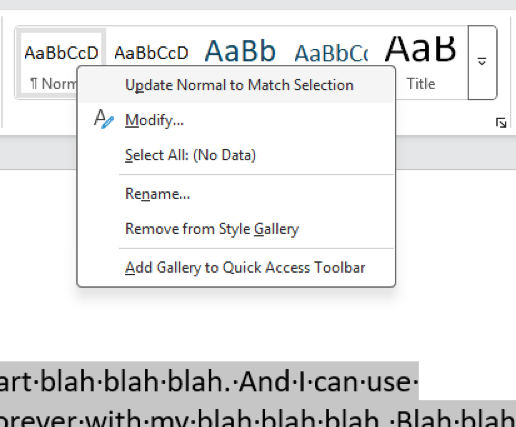 AaBbCcD AaBbCcD AaBb AaBbC AaB
¶ Norm Title
Update Normal to Match Selection
Modify...
Select All: (No Data)
Rename...
Remove from Style Gallery
Add Gallery to Quick Access Toolbar
art·blah·blah·blah.·And·I·can·use·
orever·with·my·blah·blah·blah.·Blah·blah